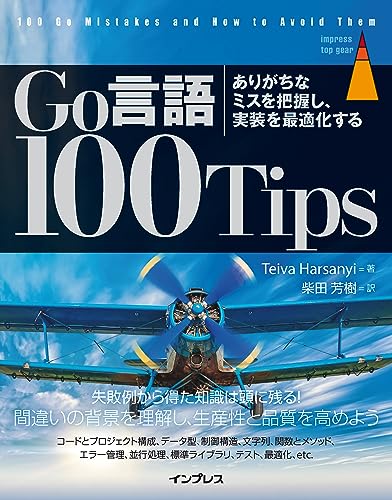 100 Go Mistakes and How to Avoid Them
impress
top gear
Go言語
ありがちな
ミスを把握し、
実装を最適化する
100 Tips
Teiva Harsanyi=著
柴田 芳樹=訳
失敗例から得た知識は頭に残る!
間違いの背景を理解し、生産性と品質を高めよう
コードとプロジェクト構成、データ型、制御構造、文字列、関数とメソッド、
エラー管理、並行処理、標準ライブラリ、テスト、最適化、etc.
インプレス